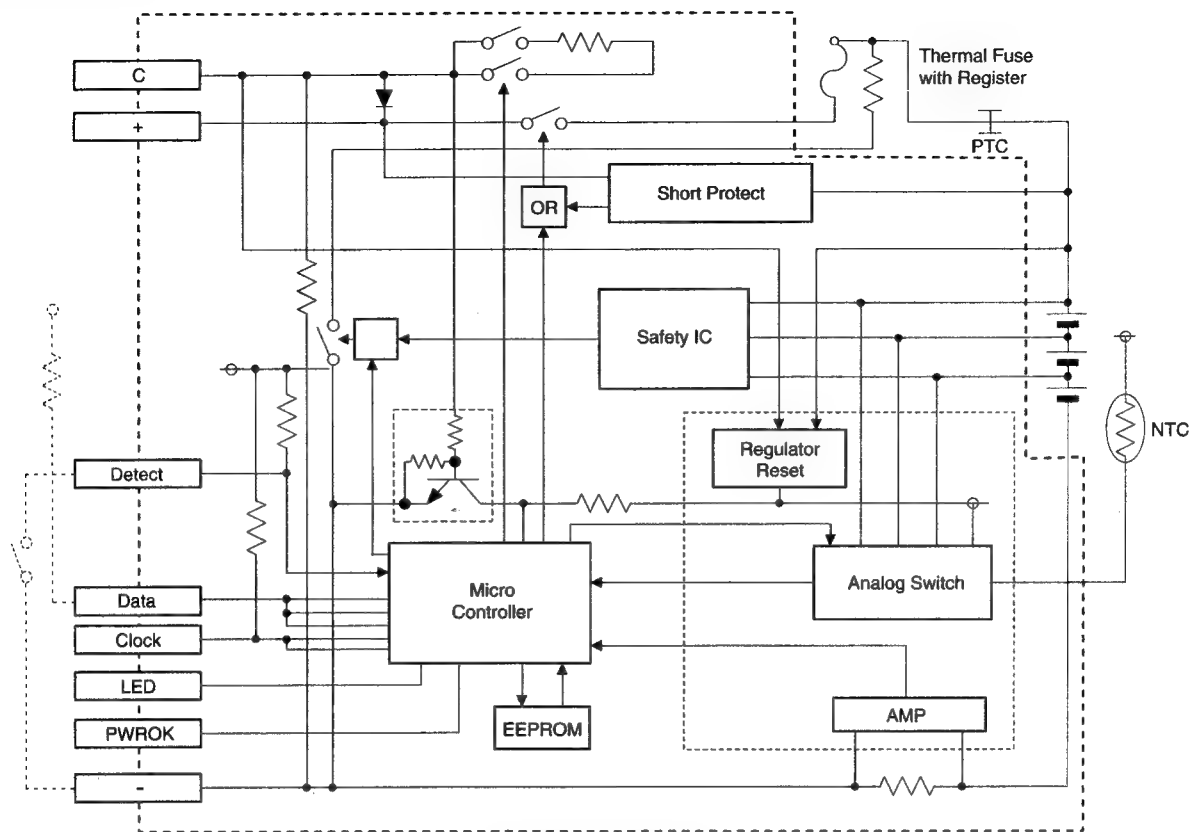 C
+
Thermal Fuse
with Register
PTC
Short Protect
OR
Safety IC
NTC
Regulator
Reset
Detect
Micro
Controller
Analog Switch
Data
Clock
LED
PWROK
EEPROM
AMP
-